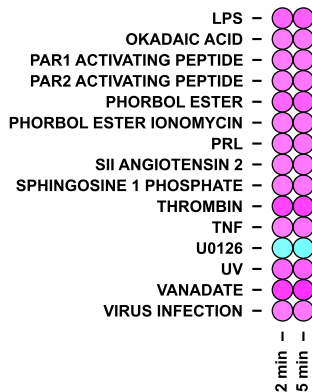 LPS
OKADAIC ACID
PAR1 ACTIVATING PEPTIDE
PAR2 ACTIVATING PEPTIDE
PHORBOL ESTER
PHORBOL ESTER IONOMYCIN
PRL
SII ANGIOTENSIN 2
SPHINGOSINE 1 PHOSPHATE
THROMBIN
TNF
U0126
UV
VANADATE
VIRUS INFECTION
2 min
5 min